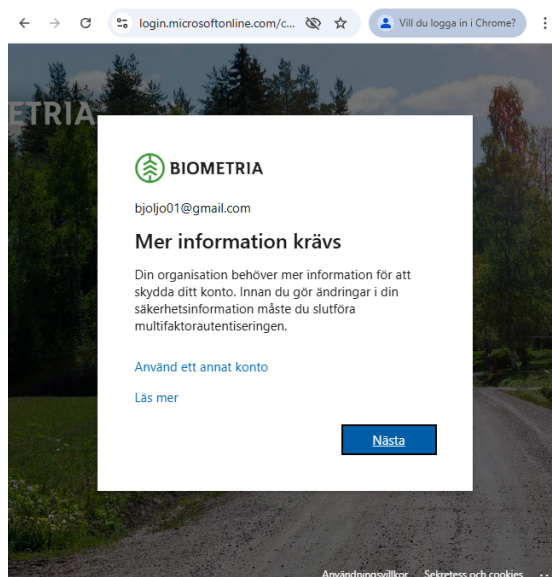 login.microsoftonline.com/c...
Vill du logga in i Chrome?
ETRIA
BIOMETRIA
bjoljo01@gmail.com
Mer information krävs
Din organisation behöver mer information för att
skydda ditt konto. Innan du gör ändringar i din
säkerhetsinformation måste du slutföra
multifaktorautentiseringen.
Använd ett annat konto
Läs mer
Nästa
Användningsvillkor Sekretess och cookies